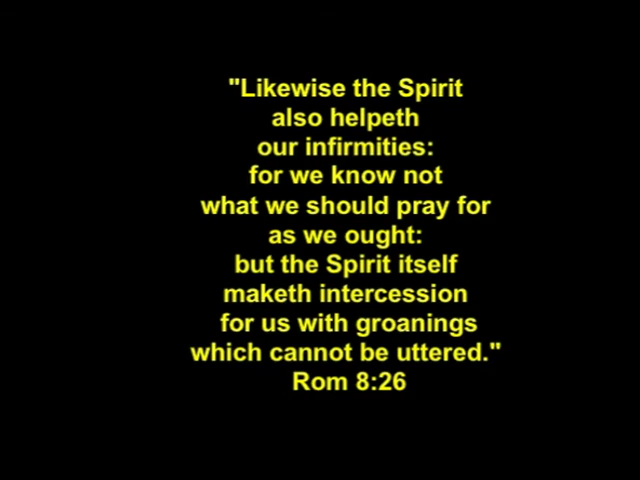 "Likewise the Spirit
also helpeth
our infirmities:
for we know not
what we should pray for
as we ought:
but the Spirit itself
maketh intercession
for us with groanings
which cannot be uttered."
Rom 8:26